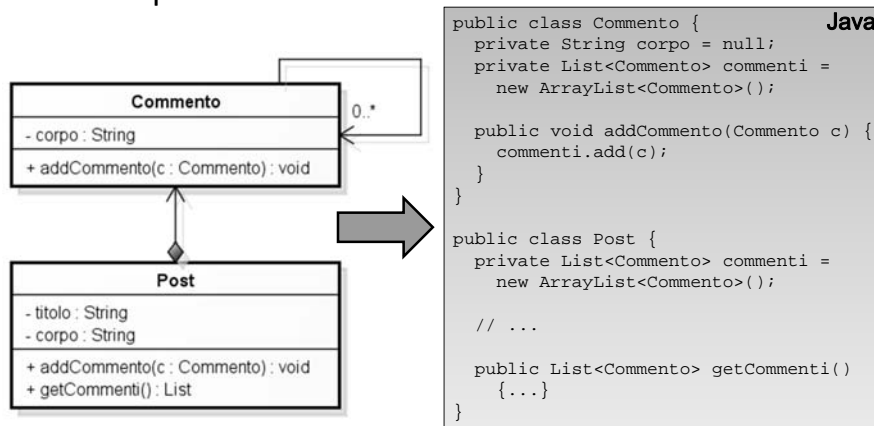 Commento
- corpo : String
+ addCommento(c : Commento) : void
0..*
Post
- titolo : String
- corpo : String
+ addCommento(c : Commento) : void
+ getCommenti() : List
Java
public class Commento {
  private String corpo = null;
  private List<Commento> commenti =
    new ArrayList<Commento>();
  public void addCommento(Commento c) {
    commenti.add(c);
  }
}
public class Post {
  private List<Commento> commenti =
    new ArrayList<Commento>();
  // ...
  public List<Commento> getCommenti()
    {...}
}